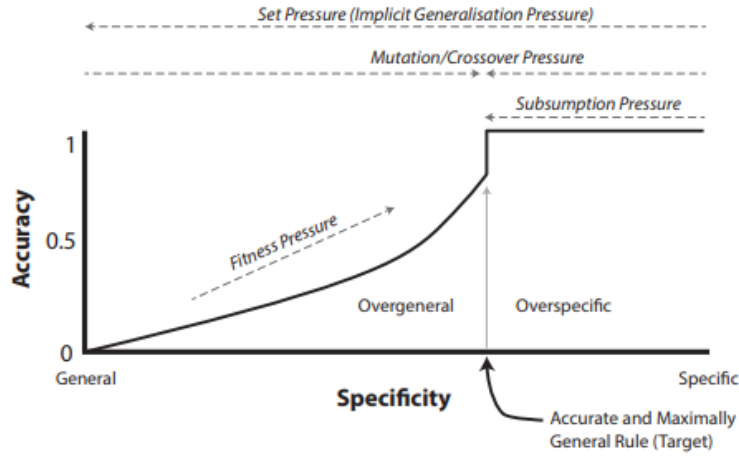 Set Pressure (Implicit Generalisation Pressure)
Mutation/Crossover Pressure
Subsumption Pressure
1
Accuracy
0.5
Fitness Pressure
Overgeneral
Overspecific
0
General
Specific
Specificity
Accurate and Maximally
General Rule (Target)